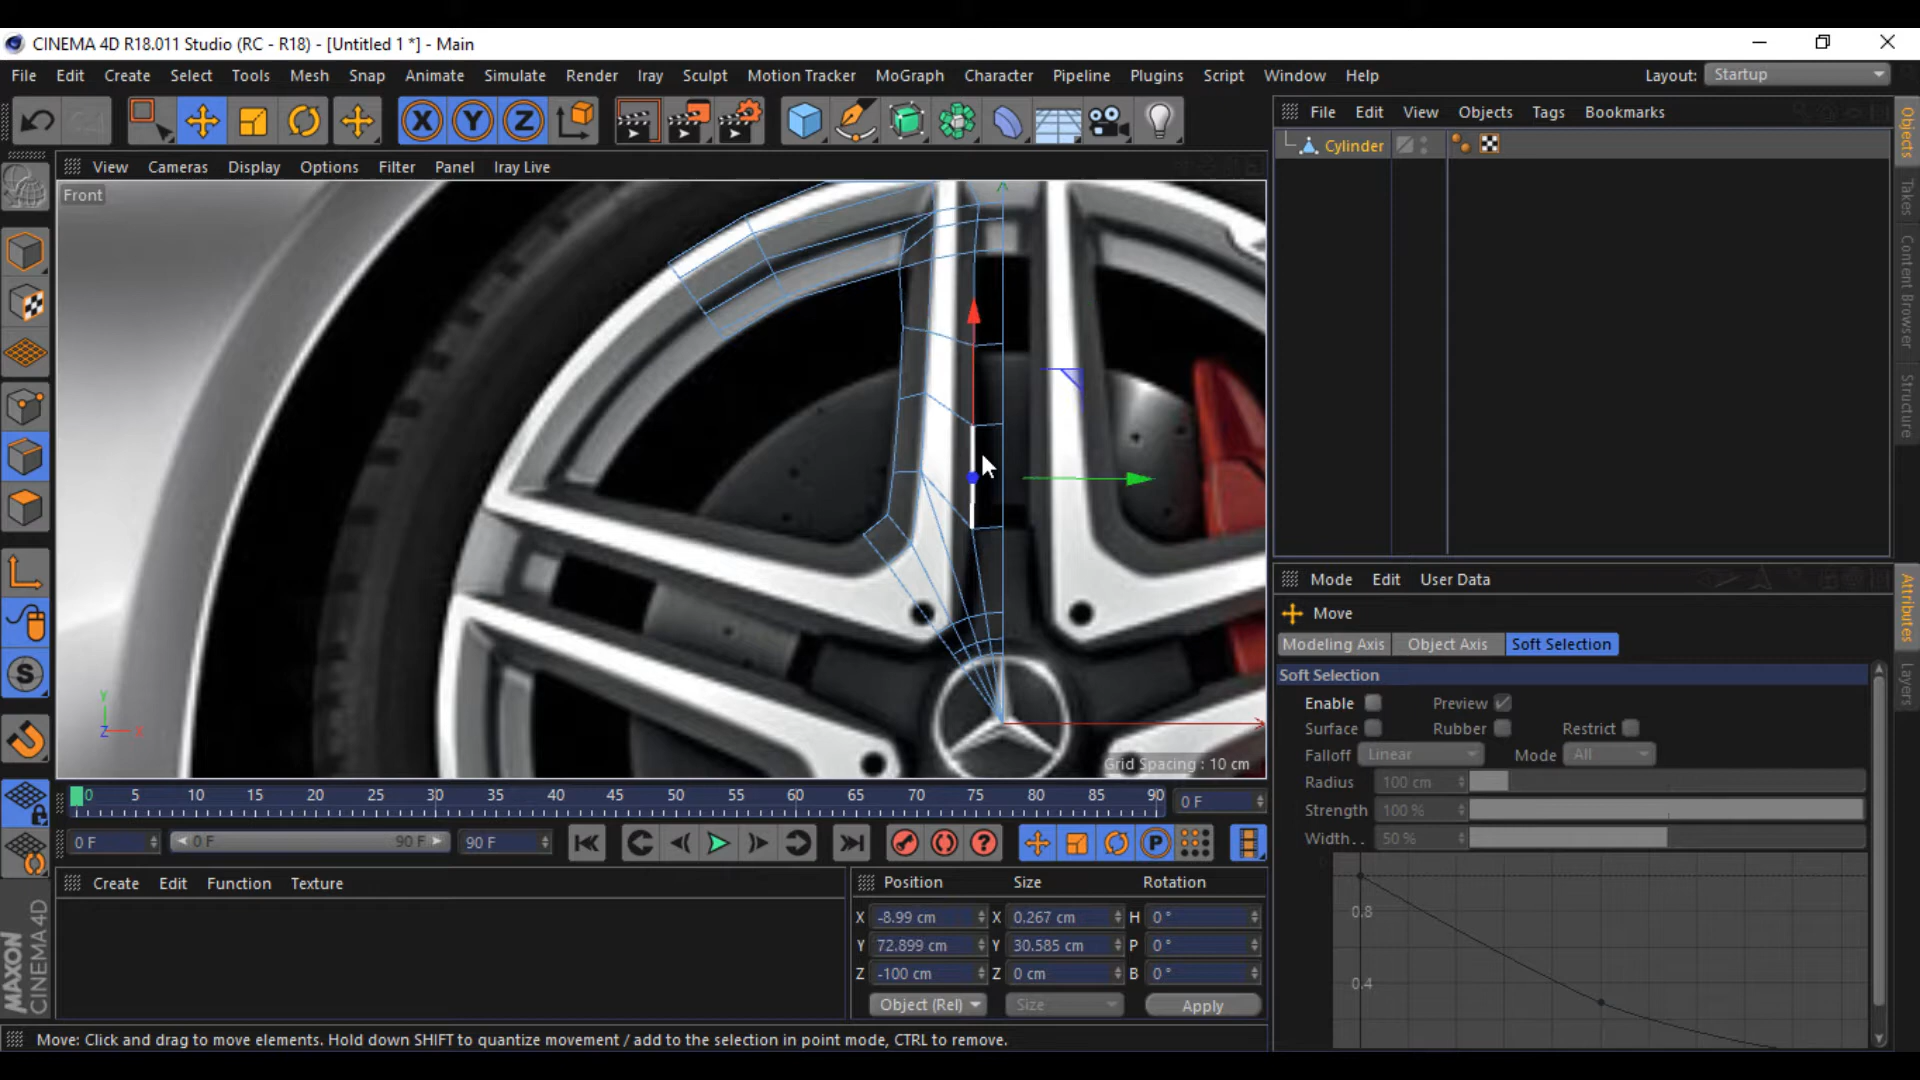 CINEMA 4D R18.011 Studio (RC - R18) - [Untitled 1 *] - Main
File Edit Create Select Tools Mesh Snap Animate Simulate Render Iray Sculpt Motion Tracker MoGraph Character Pipeline Plugins Script Window Help Layout: Startup
X Y Z
File Edit View Objects Tags Bookmarks
Cylinder
View Cameras Display Options Filter Panel Iray Live
Front
Y
Z X
Grid Spacing : 10 cm
Objects
Takes
Content Browser
Structure
Mode Edit User Data
Move
Modeling Axis Object Axis Soft Selection
Soft Selection
Enable Preview
Surface Rubber Restrict
Falloff Linear Mode All
Radius 100 cm
Strength 100 %
Width.. 50 %
0.8
0.4
Attributes
Layers
0 5 10 15 20 25 30 35 40 45 50 55 60 65 70 75 80 85 90 0 F
0 F 0 F 90 F 90 F
Create Edit Function Texture
Position Size Rotation
X -8.99 cm X 0.267 cm H 0 °
Y 72.899 cm Y 30.585 cm P 0 °
Z -100 cm Z 0 cm B 0 °
Object (Rel) Size Apply
MAXON
CINEMA 4D
Move: Click and drag to move elements. Hold down SHIFT to quantize movement / add to the selection in point mode, CTRL to remove.